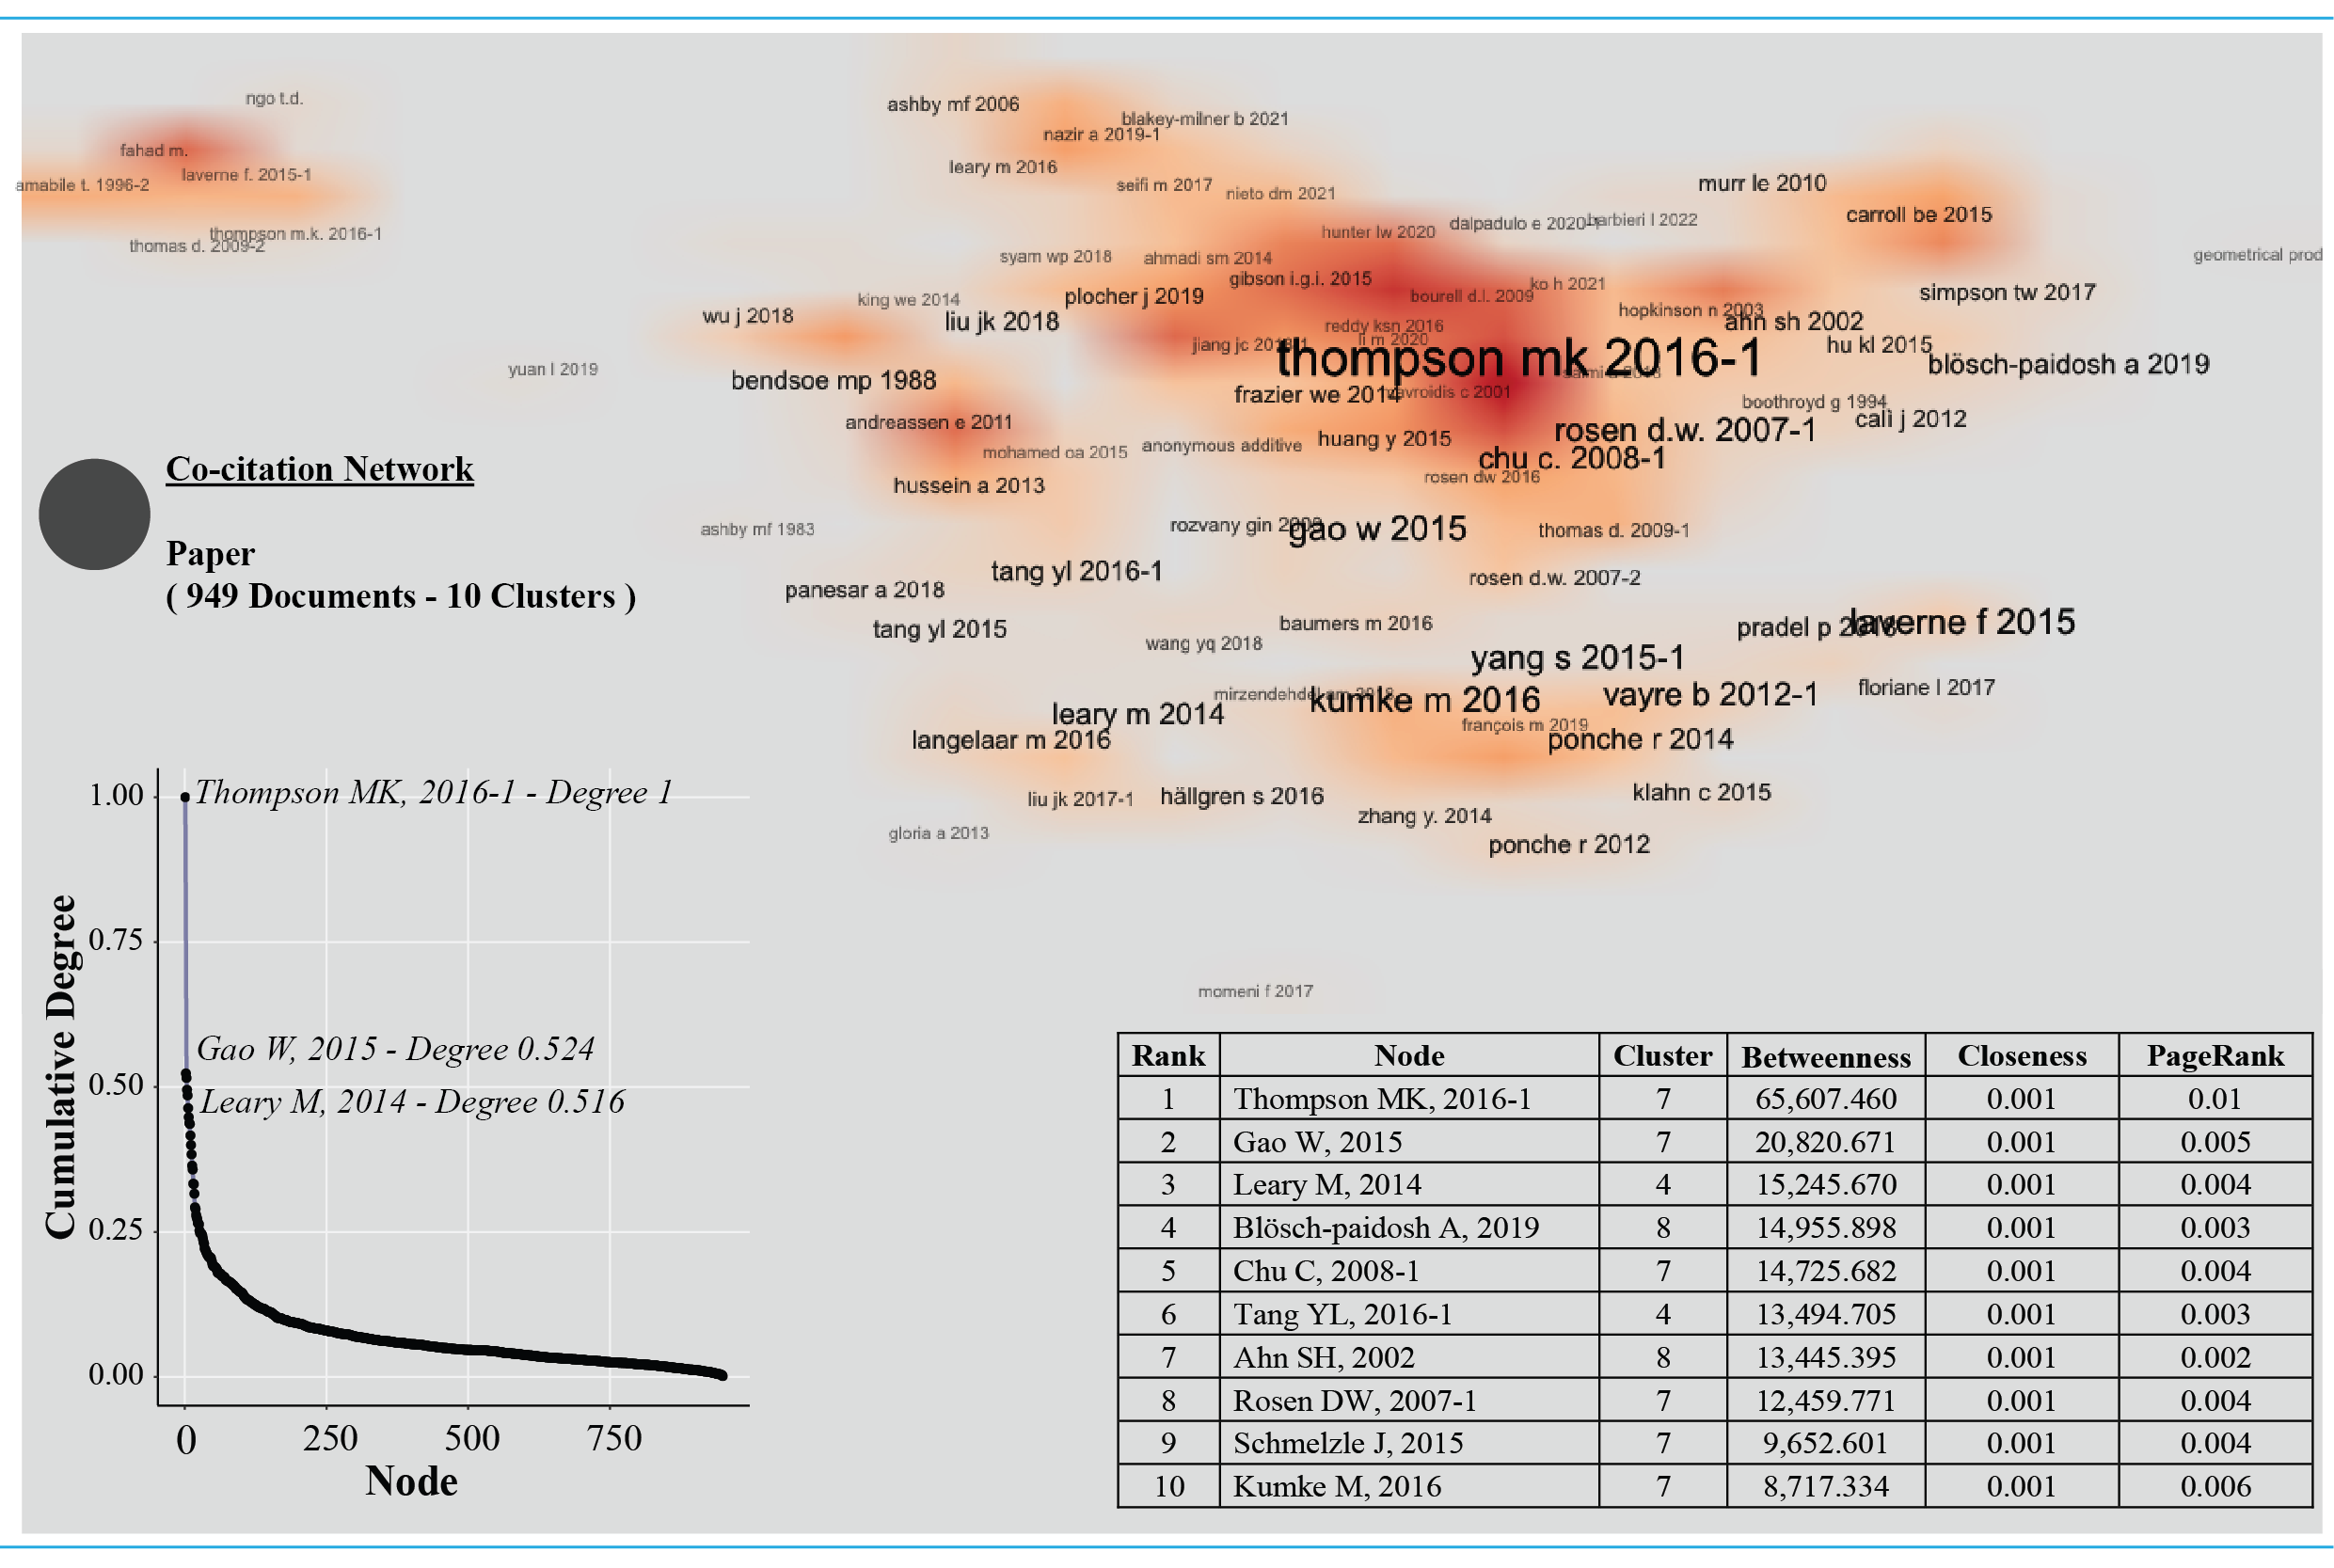 ngo t.d.
fahad m.
laverne f. 2015-1
amabile t. 1996-2
thompson m.k. 2016-1
thomas d. 2009-2
ashby mf 2006
blakey-milner b 2021
nazir a 2019-1
leary m 2016
seifi m 2017
nieto dm 2021
murr le 2010
carroll be 2015
hunter lw 2020
dalpadulo e 2020-1
barbieri l 2022
geometrical prod
syam wp 2018
ahmadi sm 2014
gibson i.g.i. 2015
bourell d.l. 2009
ko h 2021
simpson tw 2017
king we 2014
plocher j 2019
hopkinson n 2003
wu j 2018
liu jk 2018
reddy ksn 2016
li m 2020
ahn sh 2002
jiang jc
thompson mk 2016-1
hu kl 2015
blösch-paidosh a 2019
yuan l 2019
bendsoe mp 1988
frazier we 2014
mavroidis c 2001
boothroyd g 1994
cali j 2012
andreassen e 2011
mohamed oa 2015
anonymous additive
huang y 2015
rosen d.w. 2007-1
chu c. 2008-1
hussein a 2013
rosen dw 2016
Co-citation Network
ashby mf 1983
rozvany gin
gao w 2015
thomas d. 2009-1
Paper
( 949 Documents - 10 Clusters )
tang yl 2016-1
panesar a 2018
rosen d.w. 2007-2
tang yl 2015
baumers m 2016
wang yq 2018
pradel p 2018
laverne f 2015
yang s 2015-1
floriane l 2017
kumke m 2016
vayre b 2012-1
leary m 2014
françois m 2019
langelaar m 2016
ponche r 2014
liu jk 2017-1
hällgren s 2016
klahn c 2015
zhang y. 2014
gloria a 2013
ponche r 2012
momeni f 2017
Cumulative Degree
1.00
Thompson MK, 2016-1 - Degree 1
0.75
Gao W, 2015 - Degree 0.524
0.50
Leary M, 2014 - Degree 0.516
0.25
0.00
0 250 500 750
Node
Rank Node Cluster Betweenness Closeness PageRank
1 Thompson MK, 2016-1 7 65,607.460 0.001 0.01
2 Gao W, 2015 7 20,820.671 0.001 0.005
3 Leary M, 2014 4 15,245.670 0.001 0.004
4 Blösch-paidosh A, 2019 8 14,955.898 0.001 0.003
5 Chu C, 2008-1 7 14,725.682 0.001 0.004
6 Tang YL, 2016-1 4 13,494.705 0.001 0.003
7 Ahn SH, 2002 8 13,445.395 0.001 0.002
8 Rosen DW, 2007-1 7 12,459.771 0.001 0.004
9 Schmelzle J, 2015 7 9,652.601 0.001 0.004
10 Kumke M, 2016 7 8,717.334 0.001 0.006